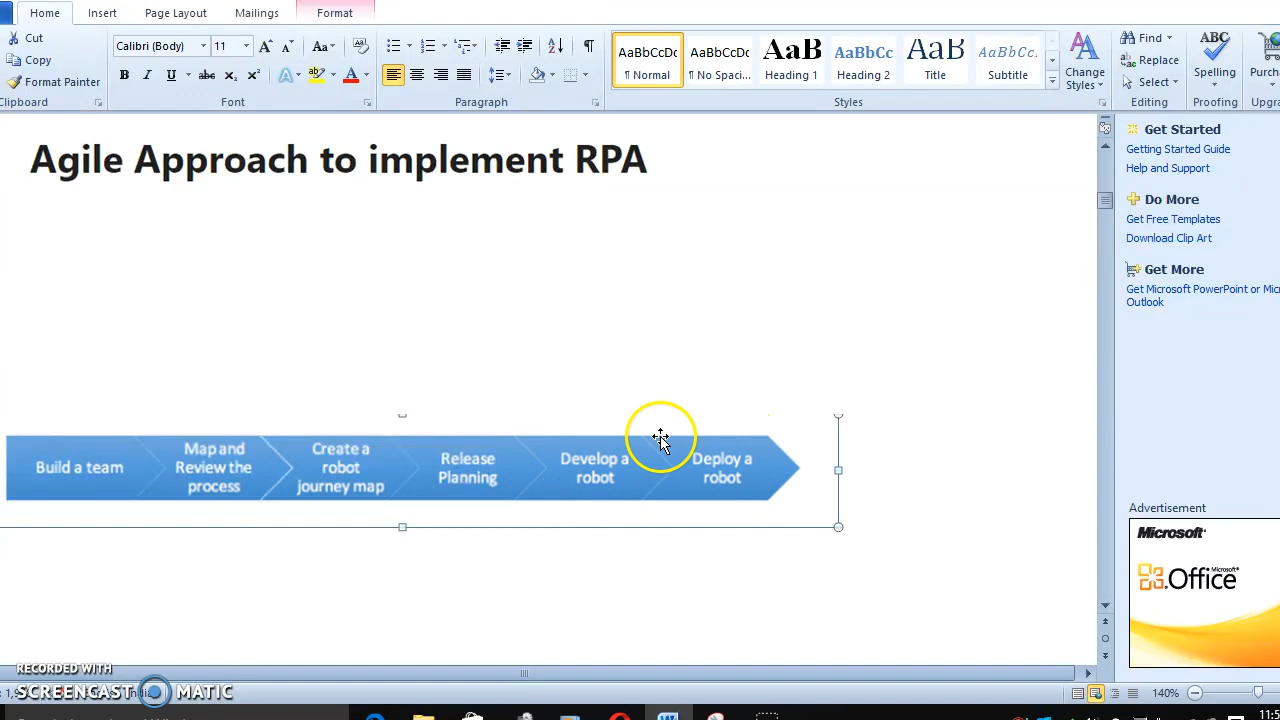 Home Insert Page Layout Mailings Format
Cut
Copy
Format Painter
Clipboard
Calibri (Body) 11
Font
Paragraph
AaBbCcDc AaBbCcDc AaB AaBbCc AaB AaBbCc.
¶ Normal ¶ No Spaci... Heading 1 Heading 2 Title Subtitle
Change
Styles
Styles
Find
Replace
Select
Editing
ABC
Spelling
Proofing
Agile Approach to implement RPA
Build a team
Map and
Review the
process
Create a
robot
journey map
Release
Planning
Develop a
robot
Deploy a
robot
Get Started
Getting Started Guide
Help and Support
Do More
Get Free Templates
Download Clip Art
Get More
Get Microsoft PowerPoint or
Outlook
Advertisement
Microsoft
Office
RECORDED WITH
SCREENCAST MATIC
140%